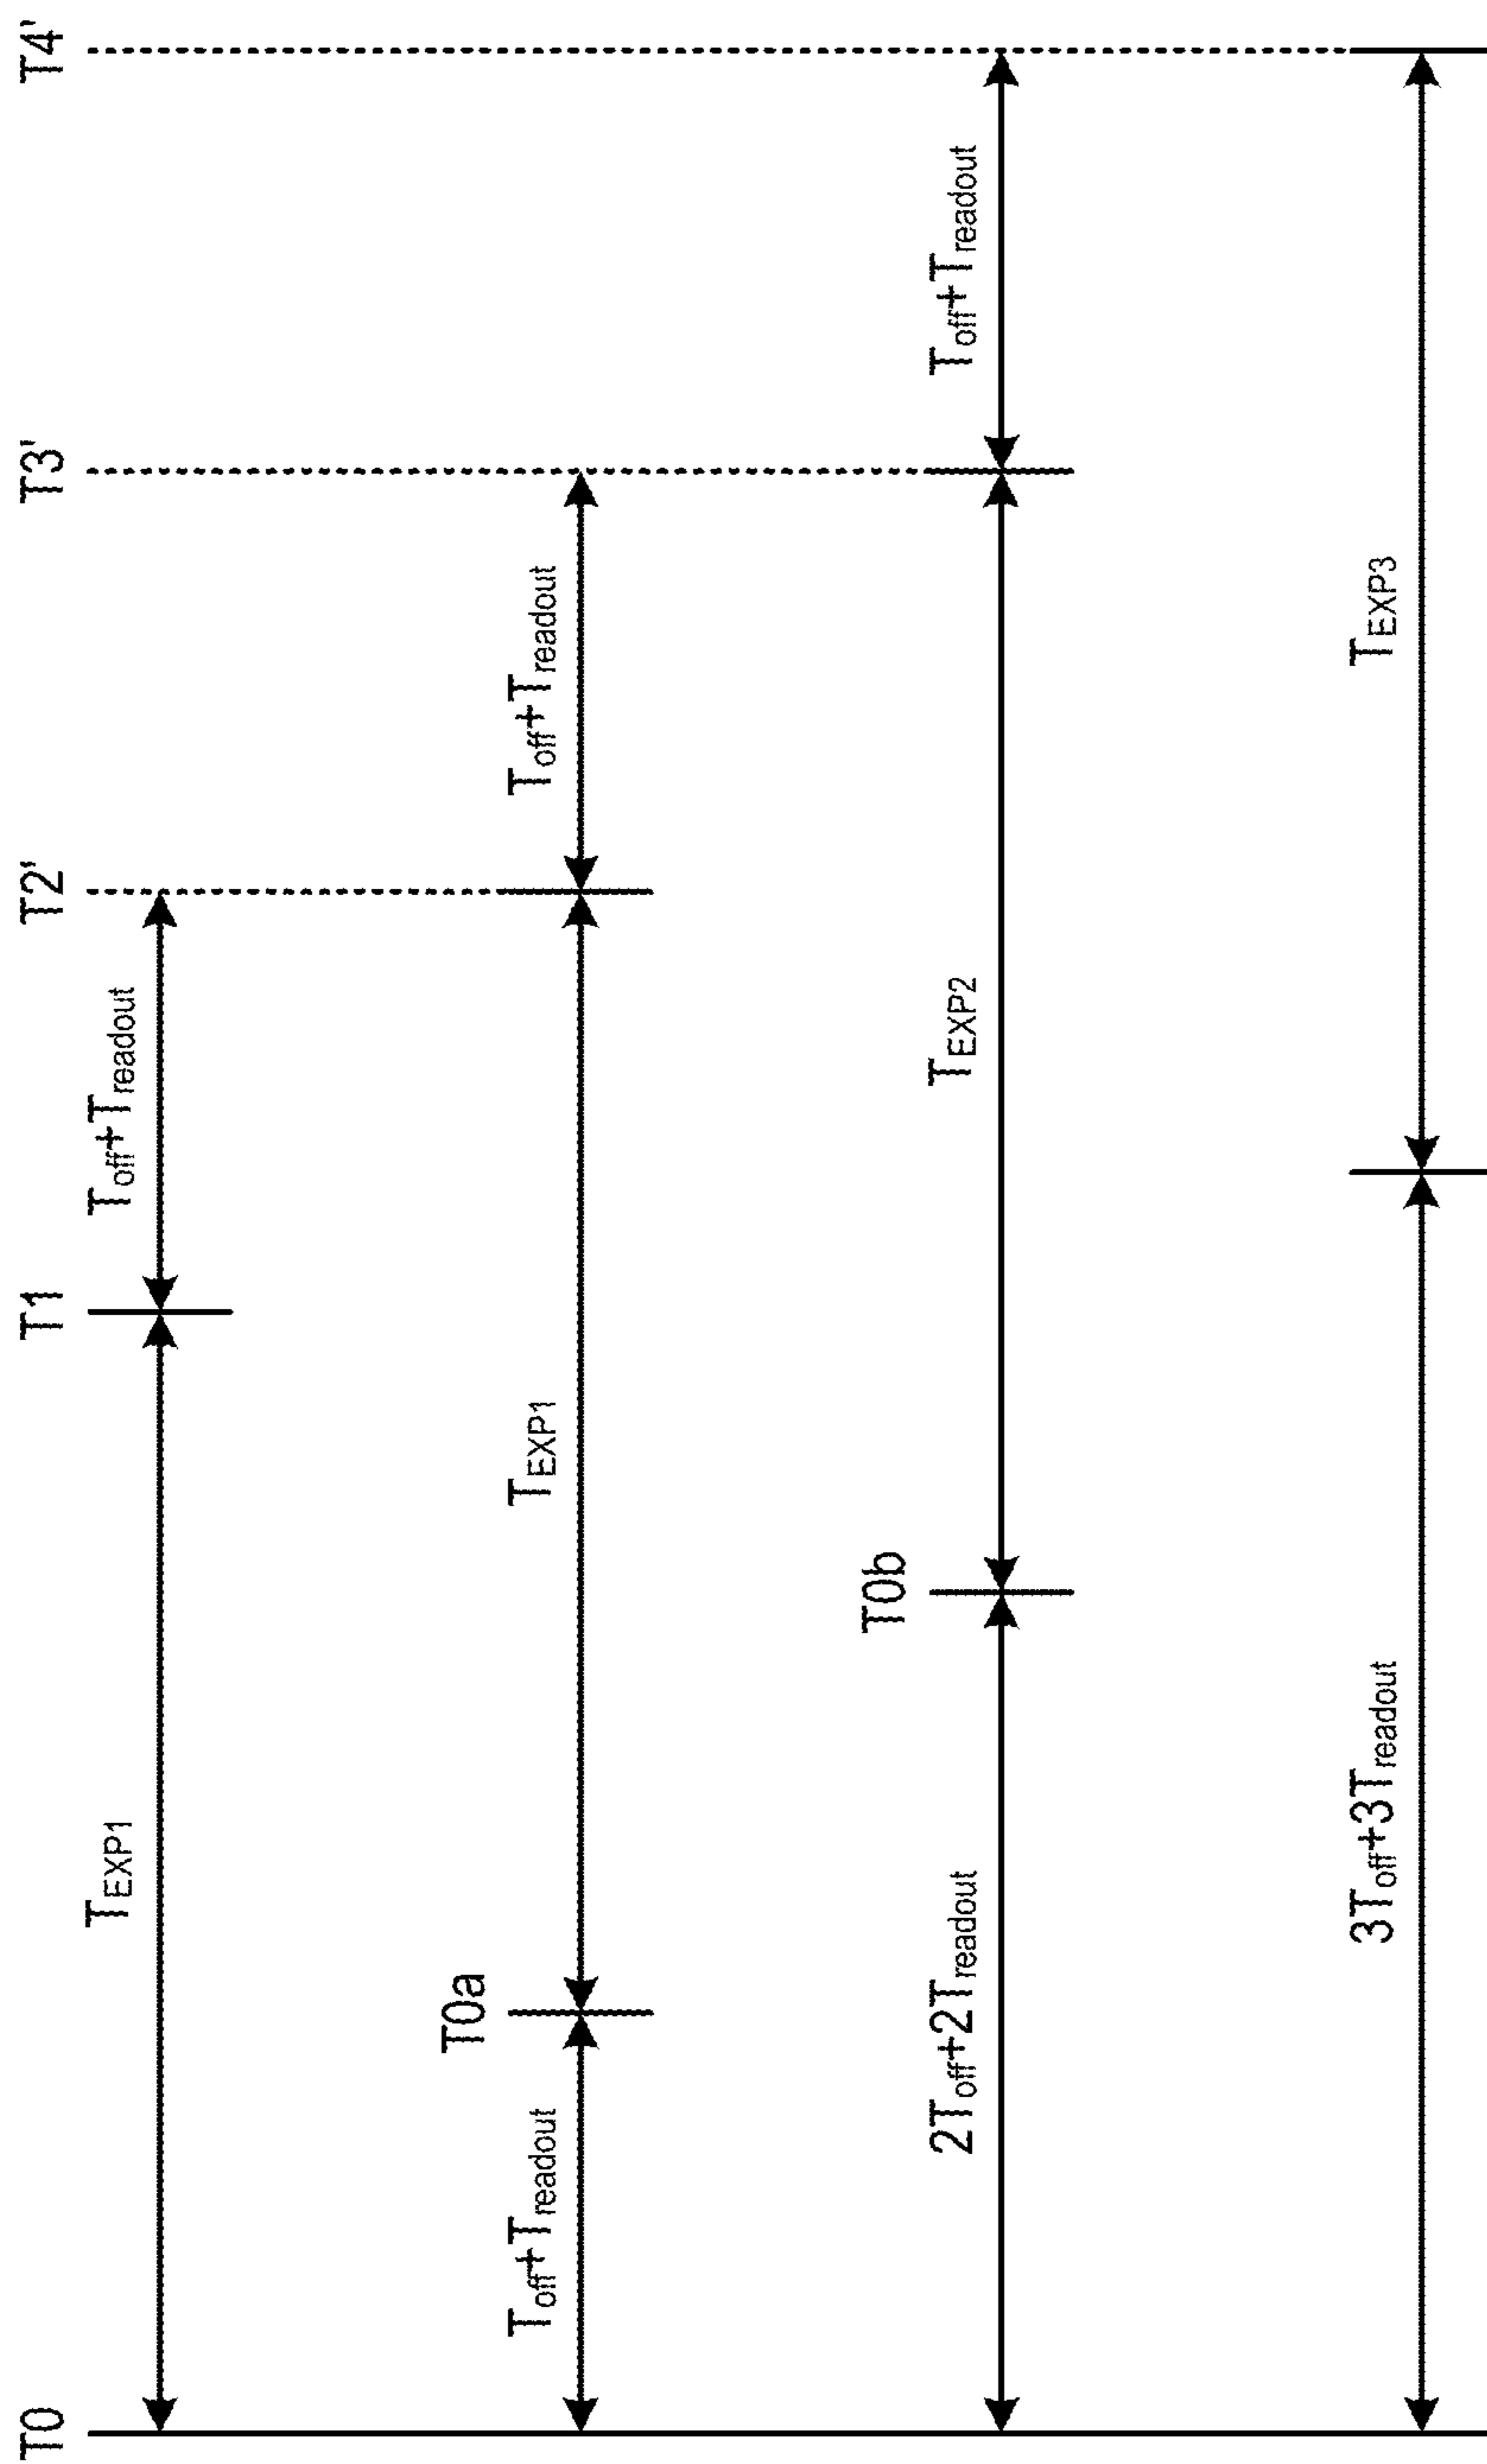 T0
T1
T2'
T3'
T4'
TEXP1
Toff+Treadout
T0a
Toff+Treadout
TEXP1
Toff+Treadout
T0b
2Toff+2Treadout
TEXP2
Toff+Treadout
3Toff+3Treadout
TEXP3